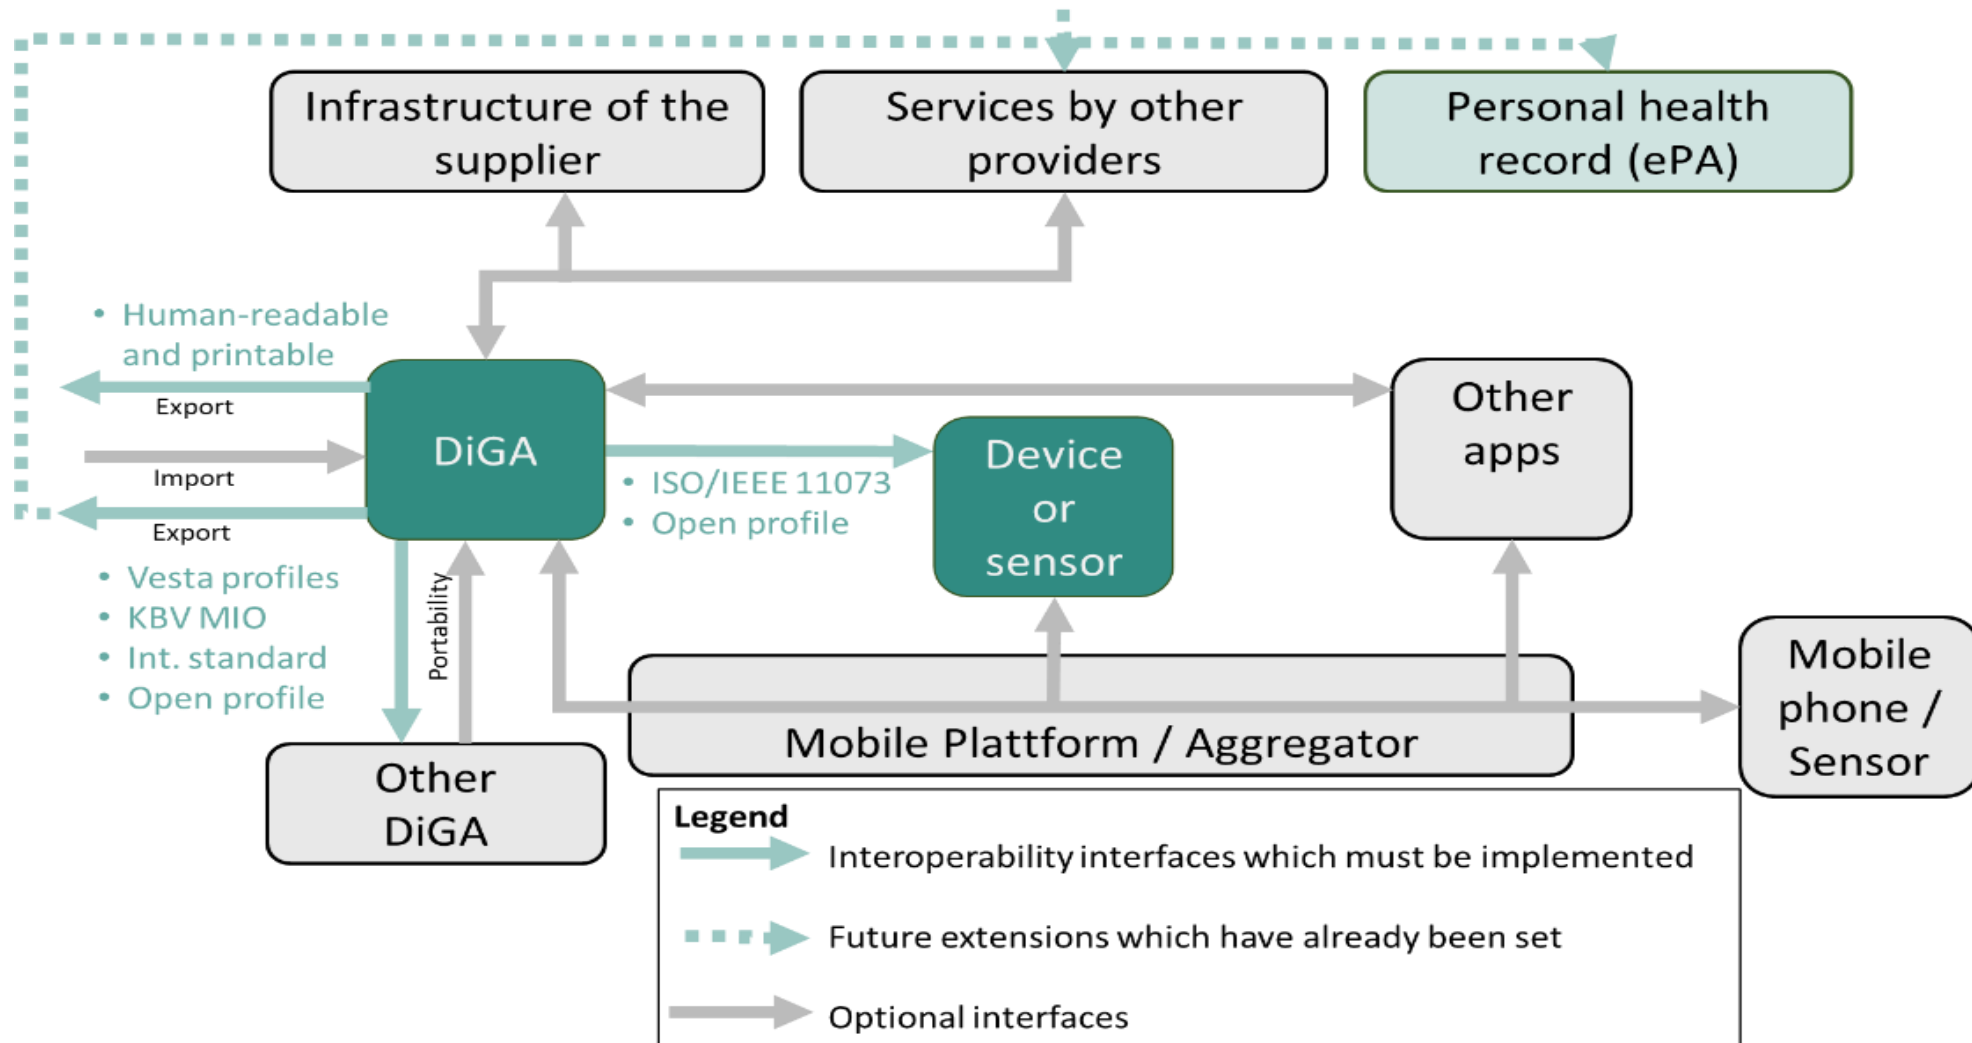 Infrastructure of the
supplier
Services by other
providers
Personal health
record (ePA)
• Human-readable
and printable
Export
Import
Export
DiGA
• ISO/IEEE 11073
• Open profile
Device
or
sensor
Other
apps
• Vesta profiles
• KBV MIO
• Int. standard
• Open profile
Portability
Other
DiGA
Mobile Plattform / Aggregator
Mobile
phone /
Sensor
Legend
Interoperability interfaces which must be implemented
Future extensions which have already been set
Optional interfaces